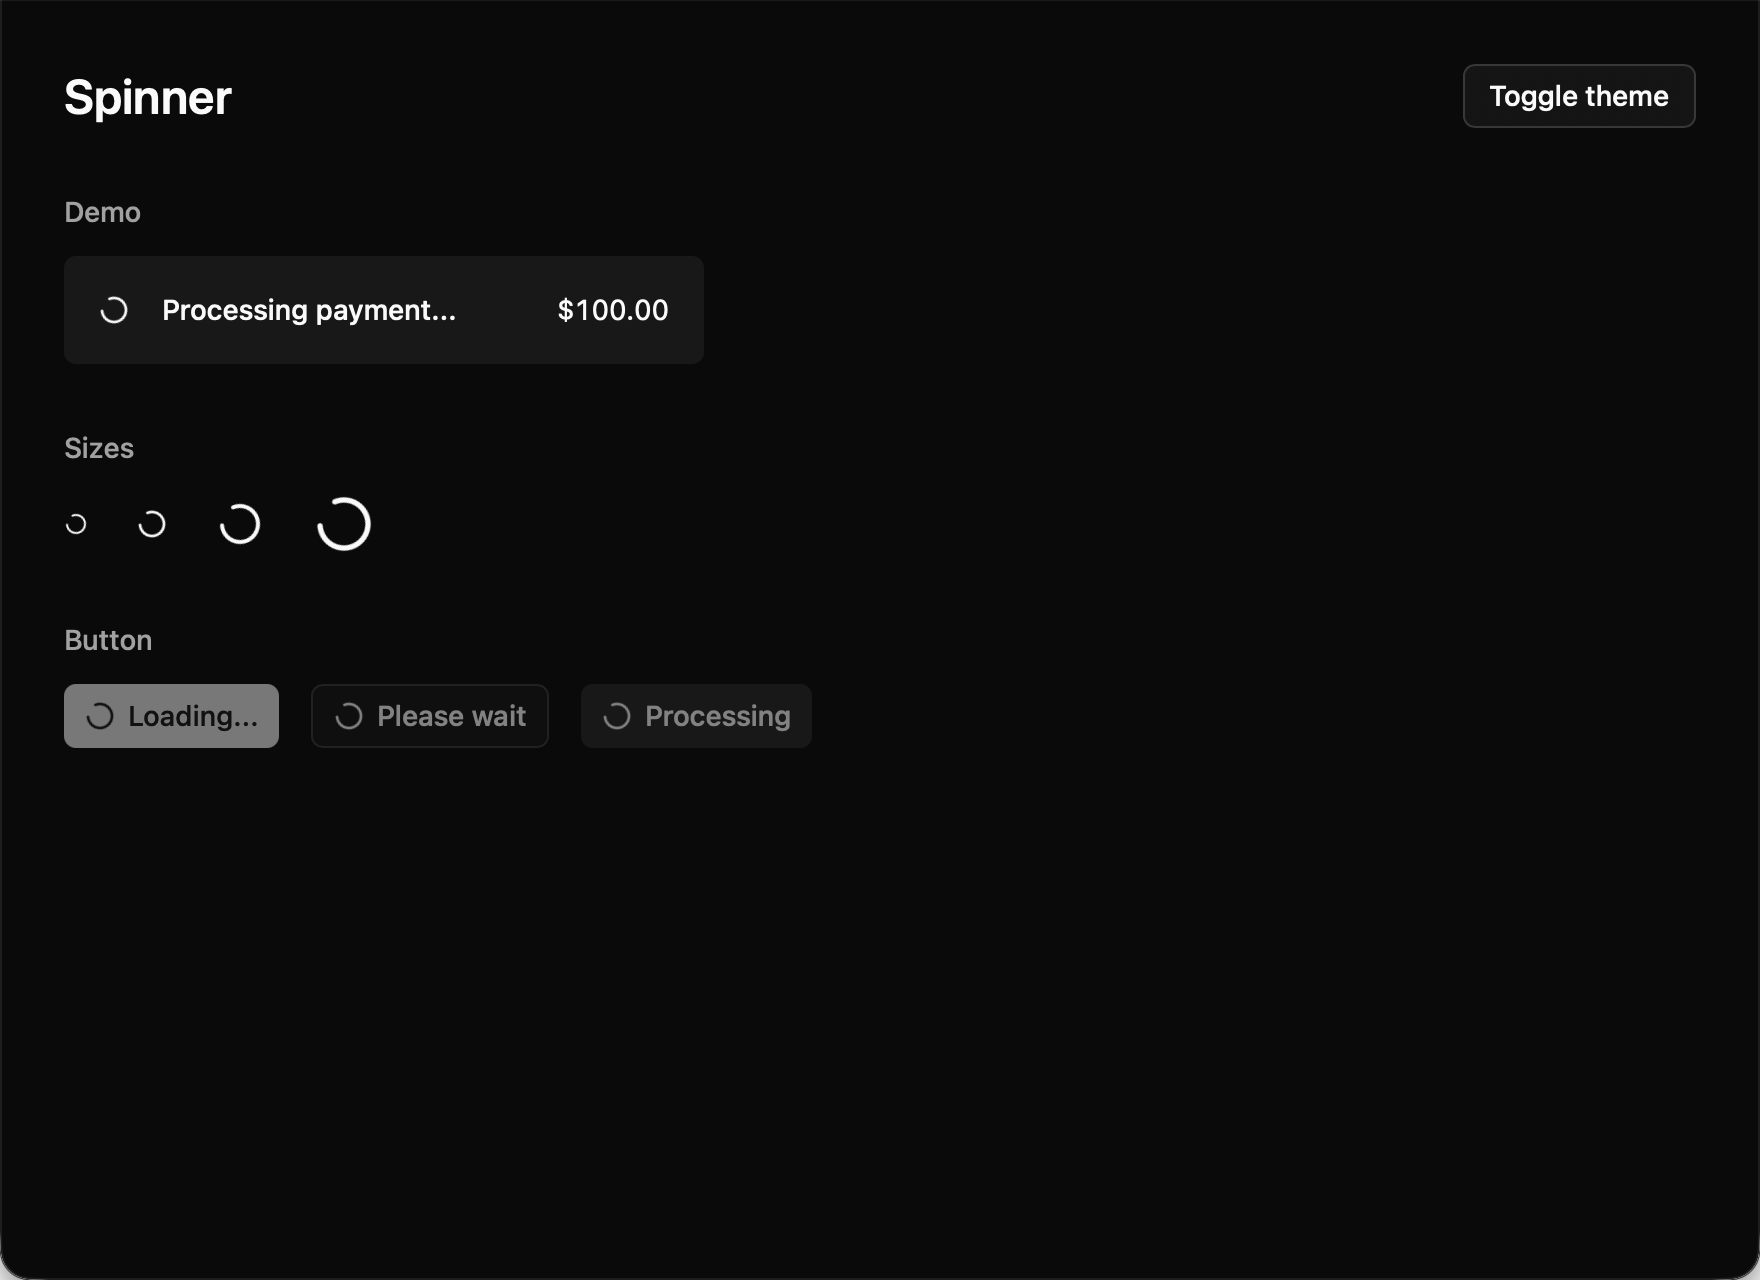 Spinner
Toggle theme
Demo
Processing payment...
$100.00
Sizes
Button
Loading...
Please wait
Processing